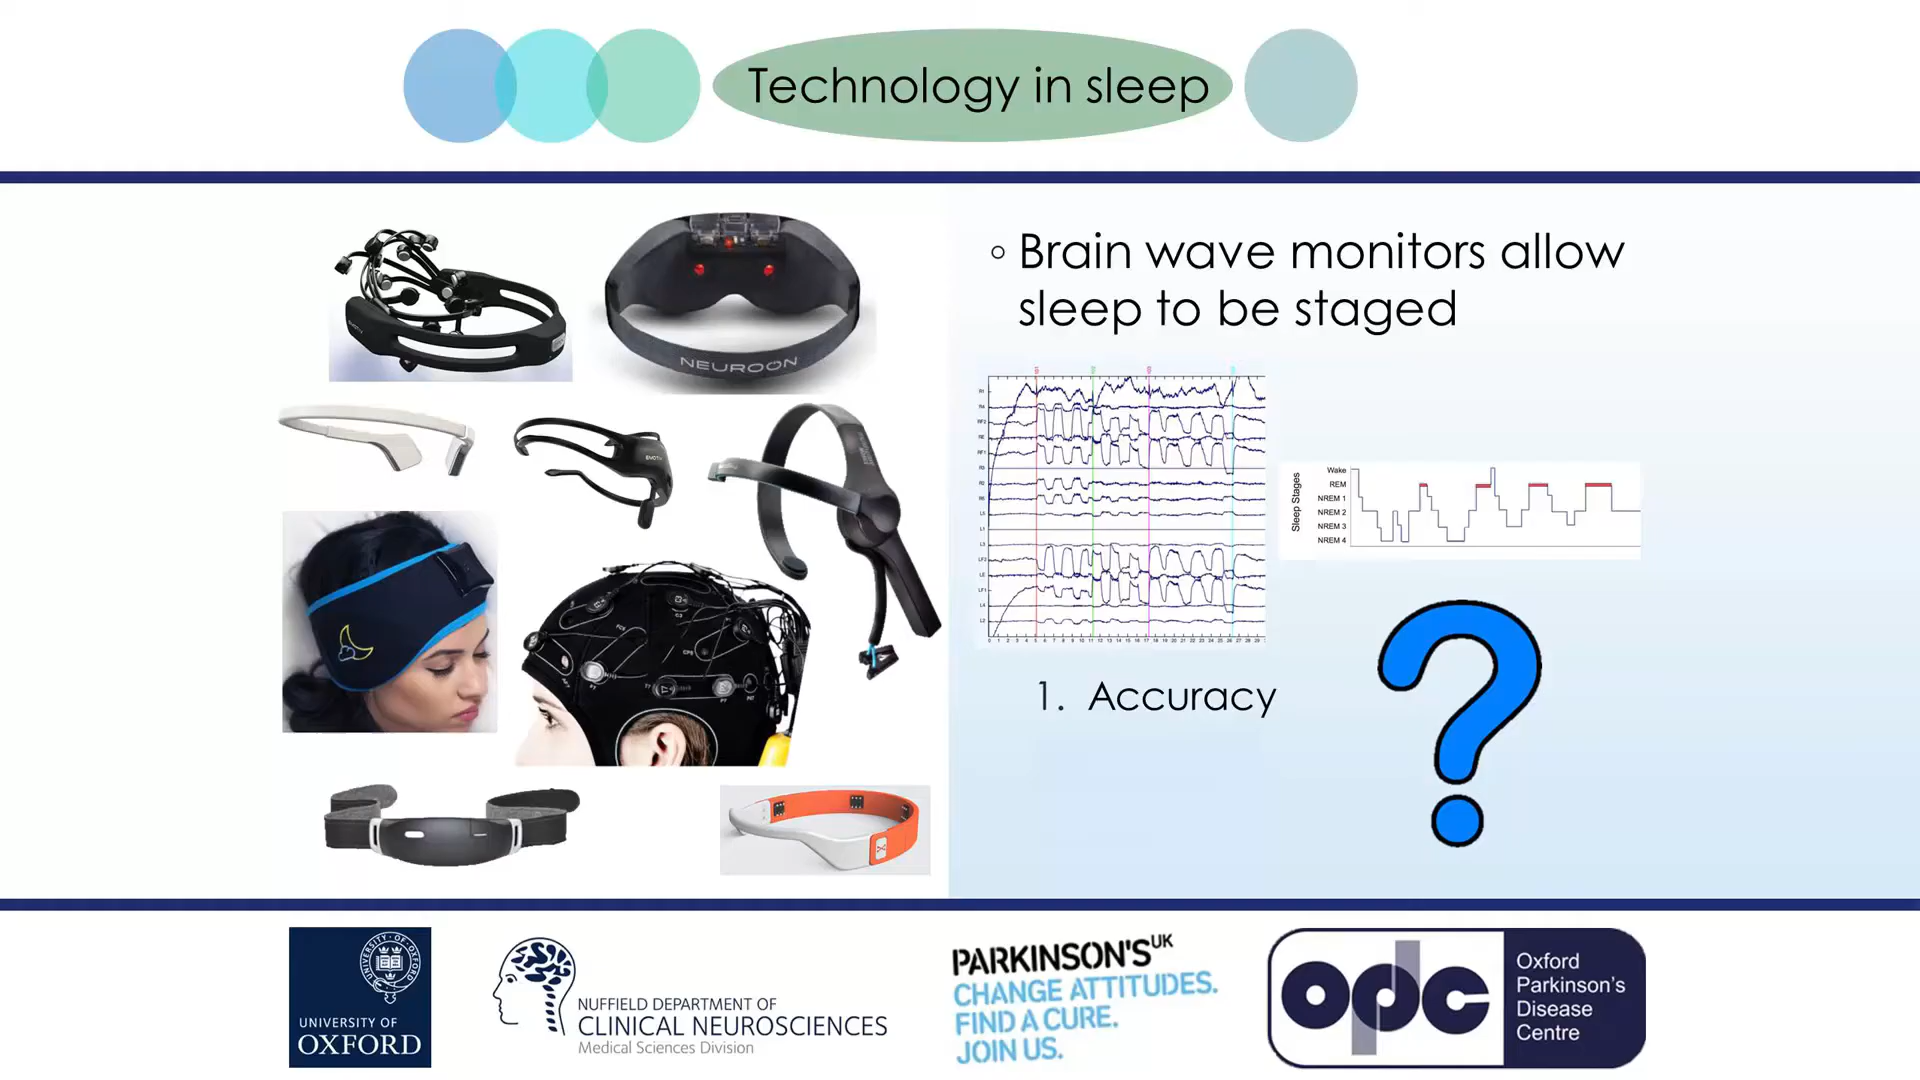 Technology in sleep
NEUROON
EMOTIV
◦ Brain wave monitors allow
sleep to be staged
Sleep Stages
Wake
REM
NREM 1
NREM 2
NREM 3
NREM 4
1. Accuracy
?
UNIVERSITY OF
OXFORD
NUFFIELD DEPARTMENT OF
CLINICAL NEUROSCIENCES
Medical Sciences Division
PARKINSON'S UK
CHANGE ATTITUDES.
FIND A CURE.
JOIN US.
opdc
Oxford
Parkinson's
Disease
Centre